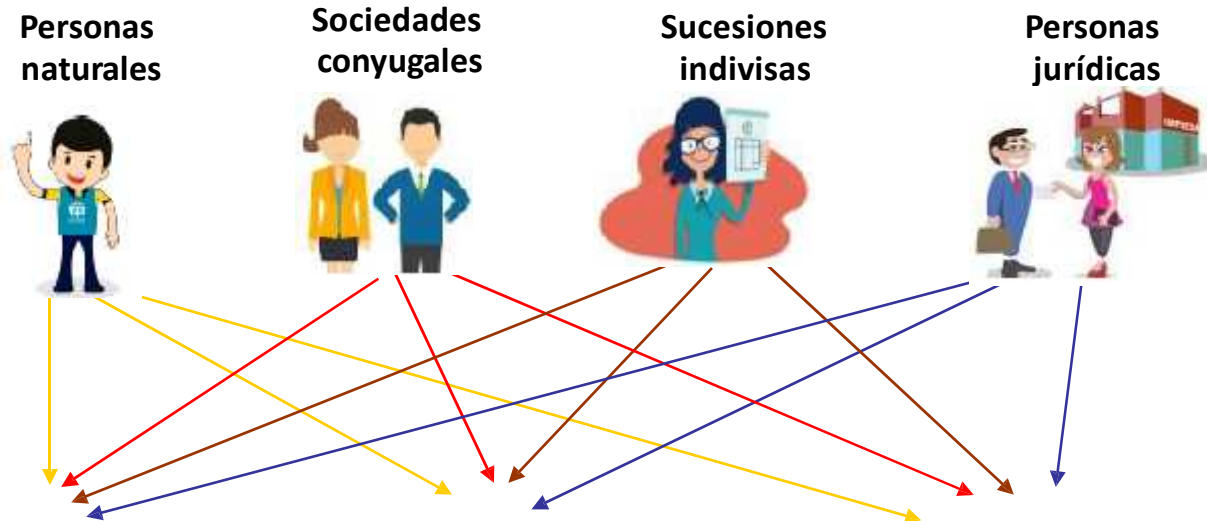 Personas
naturales
Sociedades
conyugales
Sucesiones
indivisas
Personas
jurídicas